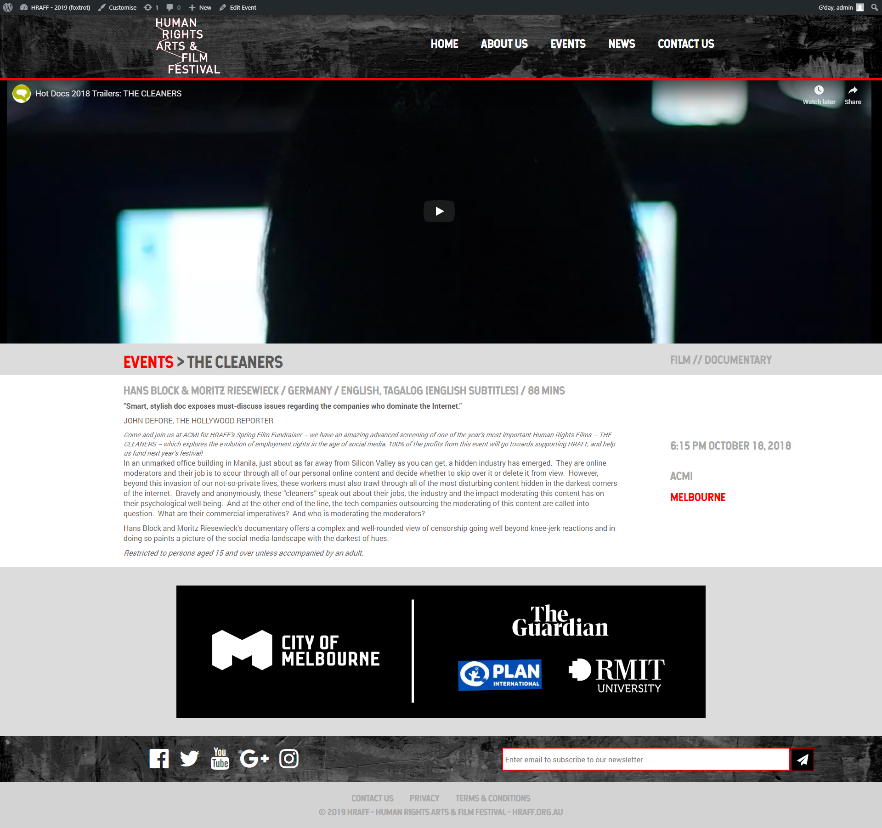 HRAFF - 2019 (foxtrot) Customise 1 0 New Edit Event G'day, admin
HUMAN
RIGHTS
ARTS &
FILM
FESTIVAL
HOME ABOUT US EVENTS NEWS CONTACT US
Hot Docs 2018 Trailers: THE CLEANERS
Watch later Share
EVENTS > THE CLEANERS
FILM // DOCUMENTARY
HANS BLOCK & MORITZ RIESEWIECK / GERMANY / ENGLISH, TAGALOG (ENGLISH SUBTITLES) / 88 MINS
"Smart, stylish doc exposes must-discuss issues regarding the companies who dominate the Internet."
JOHN DEFORE, THE HOLLYWOOD REPORTER
Come and join us at ACMI for HRAFF's Spring Film Fundraiser – we have an amazing advanced screening of one of the year's most important Human Rights Films – THE
CLEANERS – which explores the evolution of employment rights in the age of social media. 100% of the profits from this event will go towards supporting HRAFF, and help
us fund next year's festival!
In an unmarked office building in Manila, just about as far away from Silicon Valley as you can get, a hidden industry has emerged. They are online
moderators and their job is to scour through all of our personal online content and decide whether to skip over it or delete it from view. However,
beyond this invasion of our not-so-private lives, these workers must also trawl through all of the most disturbing content hidden in the darkest corners
of the internet. Bravely and anonymously, these "cleaners" speak out about their jobs, the industry and the impact moderating this content has on
their psychological well-being. And at the other end of the line, the tech companies outsourcing the moderating of this content are called into
question. What are their commercial imperatives? And who is moderating the moderators?
Hans Block and Moritz Riesewieck's documentary offers a complex and well-rounded view of censorship going well beyond knee-jerk reactions and in
doing so paints a picture of the social media landscape with the darkest of hues.
Restricted to persons aged 15 and over unless accompanied by an adult.
6:15 PM OCTOBER 18, 2018
ACMI
MELBOURNE
CITY OF
MELBOURNE
The
Guardian
PLAN
INTERNATIONAL
RMIT
UNIVERSITY
You
Tube
G+
Enter email to subscribe to our newsletter
CONTACT US PRIVACY TERMS & CONDITIONS
© 2019 HRAFF - HUMAN RIGHTS ARTS & FILM FESTIVAL - HRAFF.ORG.AU